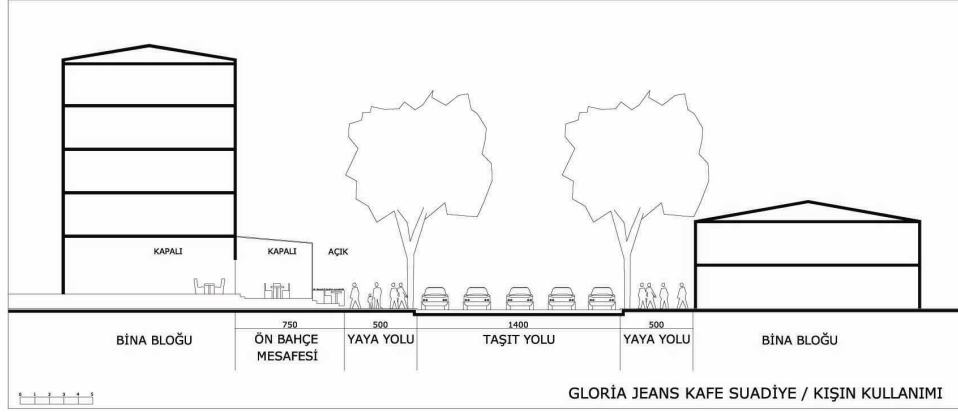 KAPALI KAPALI AÇIK
750 500 1400 500
BİNA BLOĞU ÖN BAHÇE YAYA YOLU TAŞIT YOLU YAYA YOLU BİNA BLOĞU
MESAFESİ
0 1 2 3 4 5
GLORİA JEANS KAFE SUADİYE / KIŞIN KULLANIMI